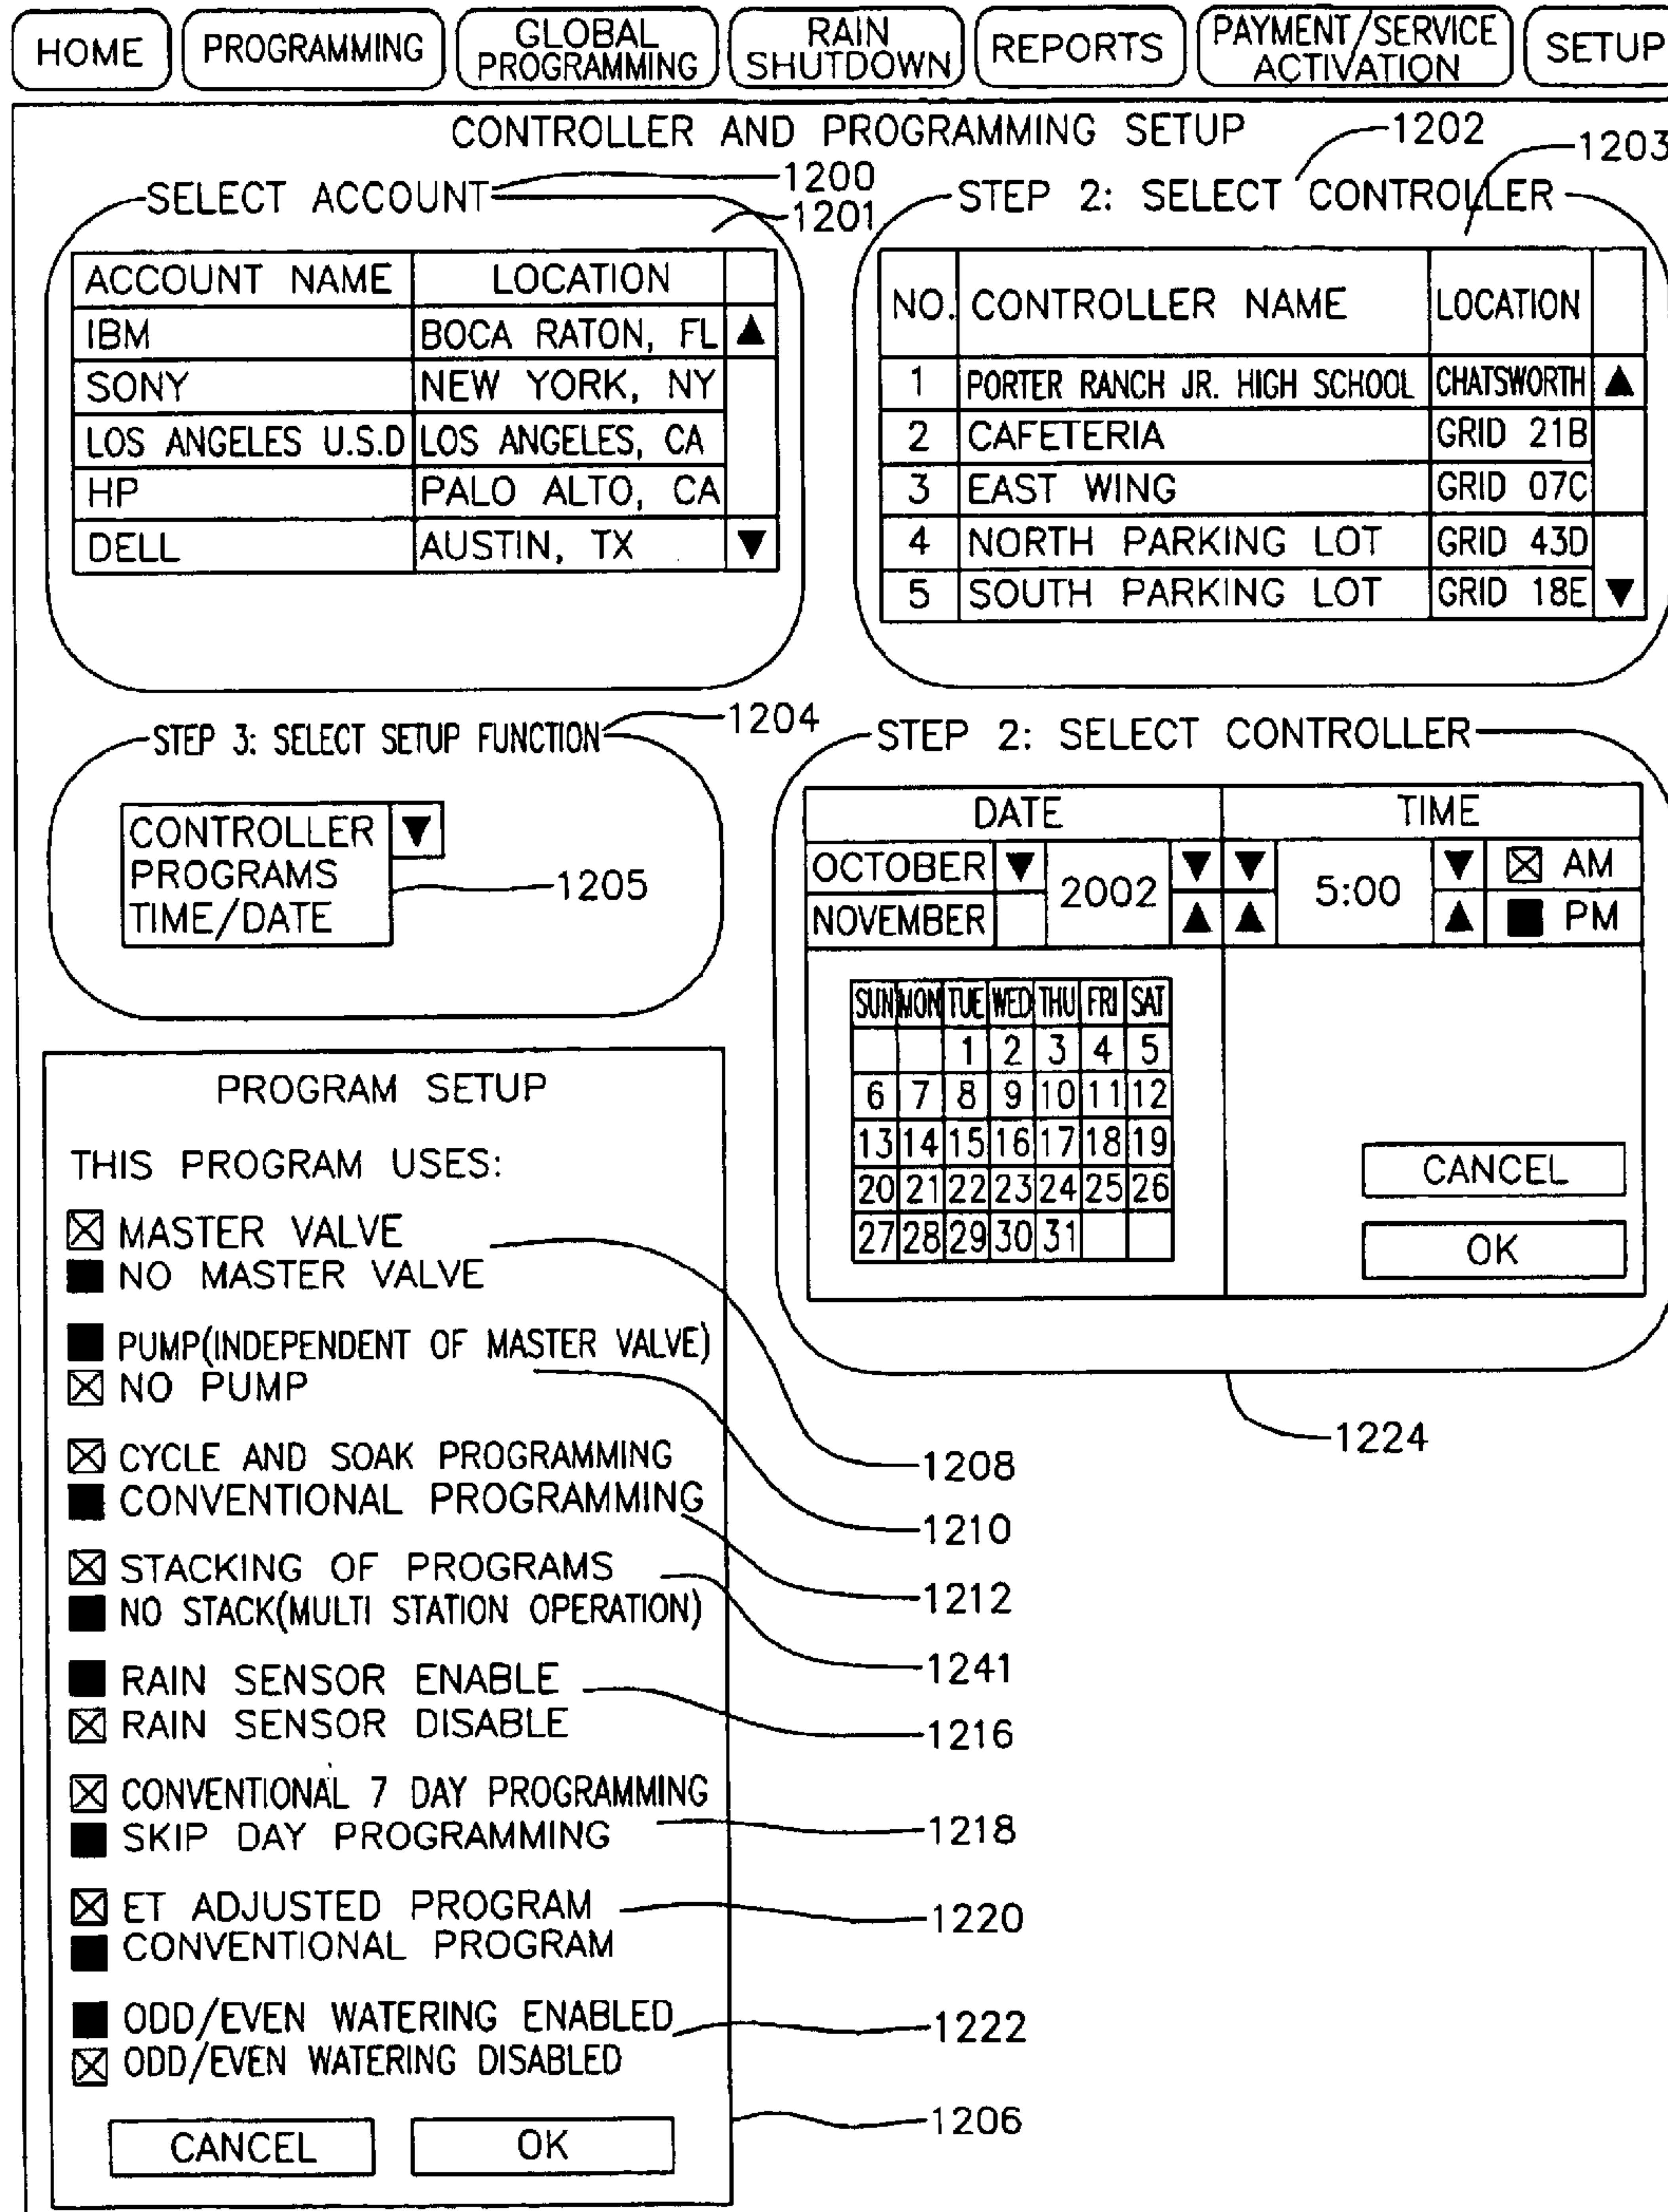 HOME
PROGRAMMING
GLOBAL
PROGRAMMING
RAIN
SHUTDOWN
REPORTS
PAYMENT/SERVICE
ACTIVATION
SETUP
CONTROLLER AND PROGRAMMING SETUP
1202
1203
SELECT ACCOUNT
1200
1201
ACCOUNT NAME LOCATION
IBM BOCA RATON, FL
SONY NEW YORK, NY
LOS ANGELES U.S.D LOS ANGELES, CA
HP PALO ALTO, CA
DELL AUSTIN, TX
STEP 2: SELECT CONTROLLER
NO. CONTROLLER NAME LOCATION
1 PORTER RANCH JR. HIGH SCHOOL CHATSWORTH
2 CAFETERIA GRID 21B
3 EAST WING GRID 07C
4 NORTH PARKING LOT GRID 43D
5 SOUTH PARKING LOT GRID 18E
STEP 3: SELECT SETUP FUNCTION
1204
CONTROLLER
PROGRAMS
TIME/DATE
1205
STEP 2: SELECT CONTROLLER
DATE TIME
OCTOBER 2002 5:00 AM
NOVEMBER PM
SUN MON TUE WED THU FRI SAT
1 2 3 4 5
6 7 8 9 10 11 12
13 14 15 16 17 18 19
20 21 22 23 24 25 26
27 28 29 30 31
CANCEL
OK
1224
PROGRAM SETUP
THIS PROGRAM USES:
MASTER VALVE
NO MASTER VALVE
1208
PUMP(INDEPENDENT OF MASTER VALVE)
NO PUMP
1210
CYCLE AND SOAK PROGRAMMING
CONVENTIONAL PROGRAMMING
1212
STACKING OF PROGRAMS
NO STACK(MULTI STATION OPERATION)
1241
RAIN SENSOR ENABLE
RAIN SENSOR DISABLE
1216
CONVENTIONAL 7 DAY PROGRAMMING
SKIP DAY PROGRAMMING
1218
ET ADJUSTED PROGRAM
CONVENTIONAL PROGRAM
1220
ODD/EVEN WATERING ENABLED
ODD/EVEN WATERING DISABLED
1222
CANCEL OK
1206